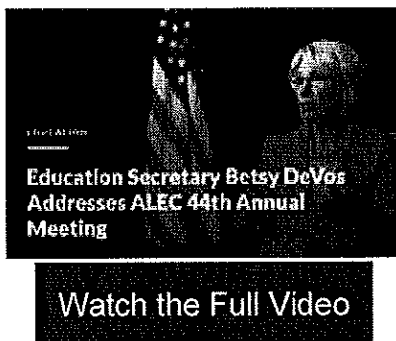 Education Secretary Betsy DeVos
Addresses ALEC 44th Annual
Meeting
Watch the Full Video